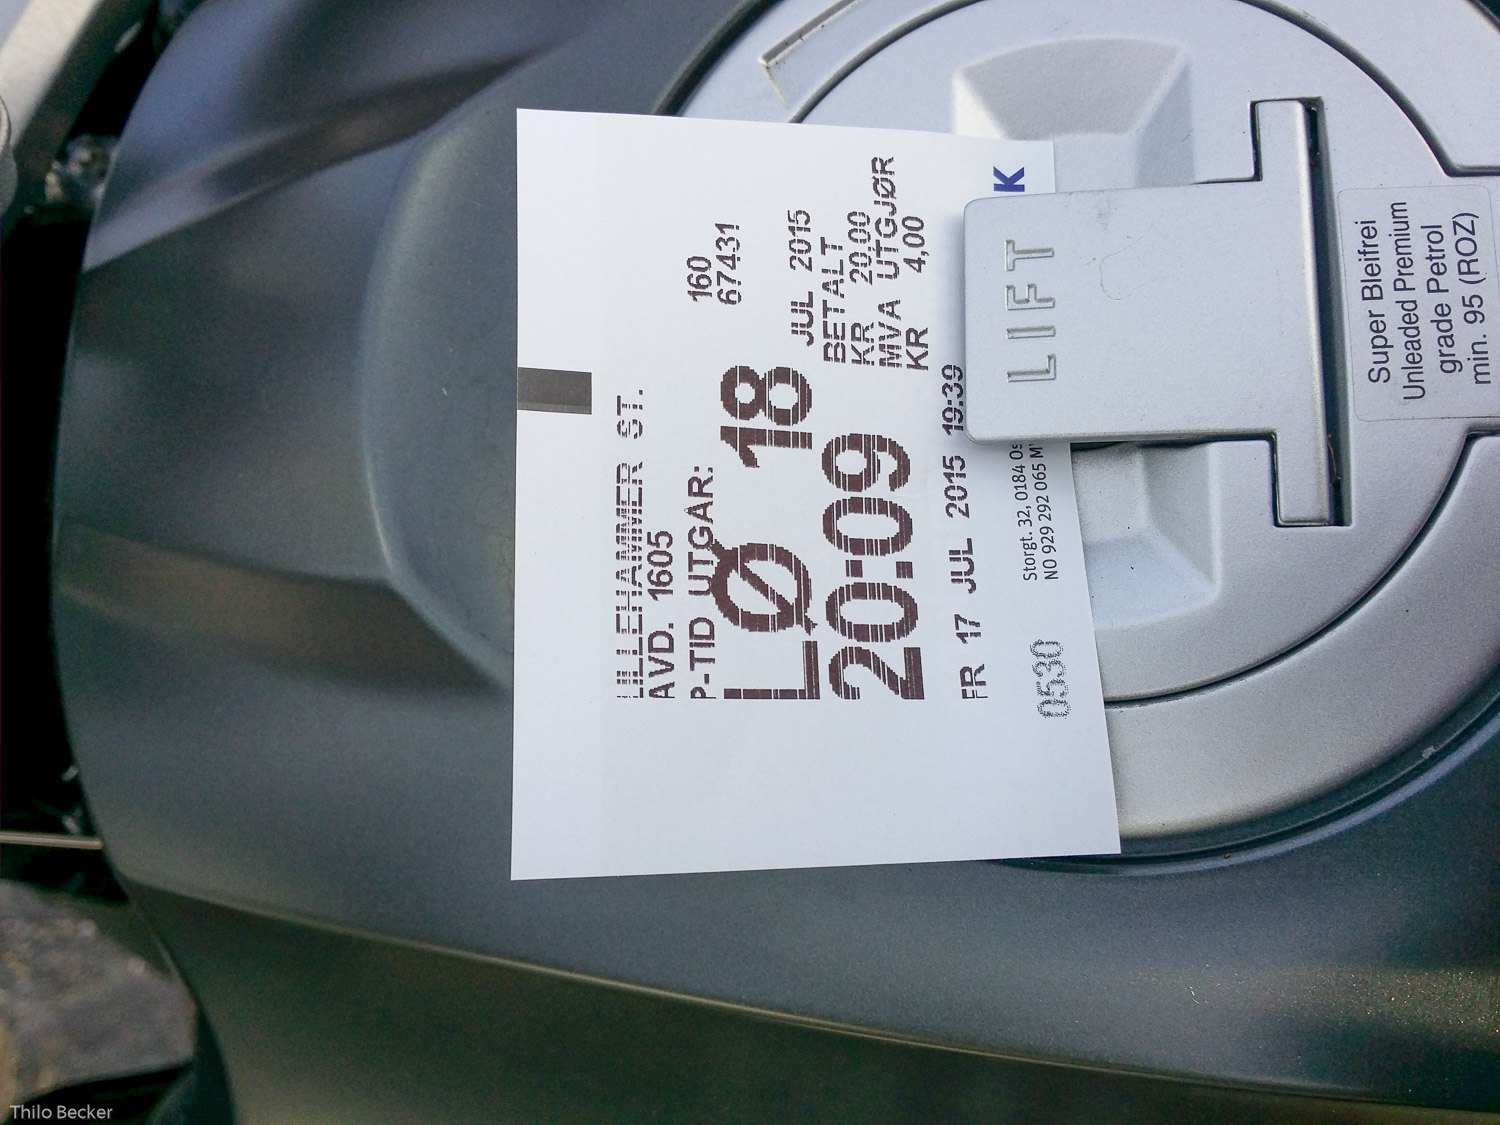 LILLEHAMMER ST.
AVD. 1605
160
P-TID UTGÅR:
67431
LØ 18
JUL 2015
20:09
BETALT
KR 20,00
MVA UTGJØR
KR 4,00
FR 17 JUL 2015 19:39
K
Storgt. 32, 0184 Os
NO 929 292 065 M
0530
LIFT
Super Bleifrei
Unleaded Premium
grade Petrol
min. 95 (ROZ)
Thilo Becker